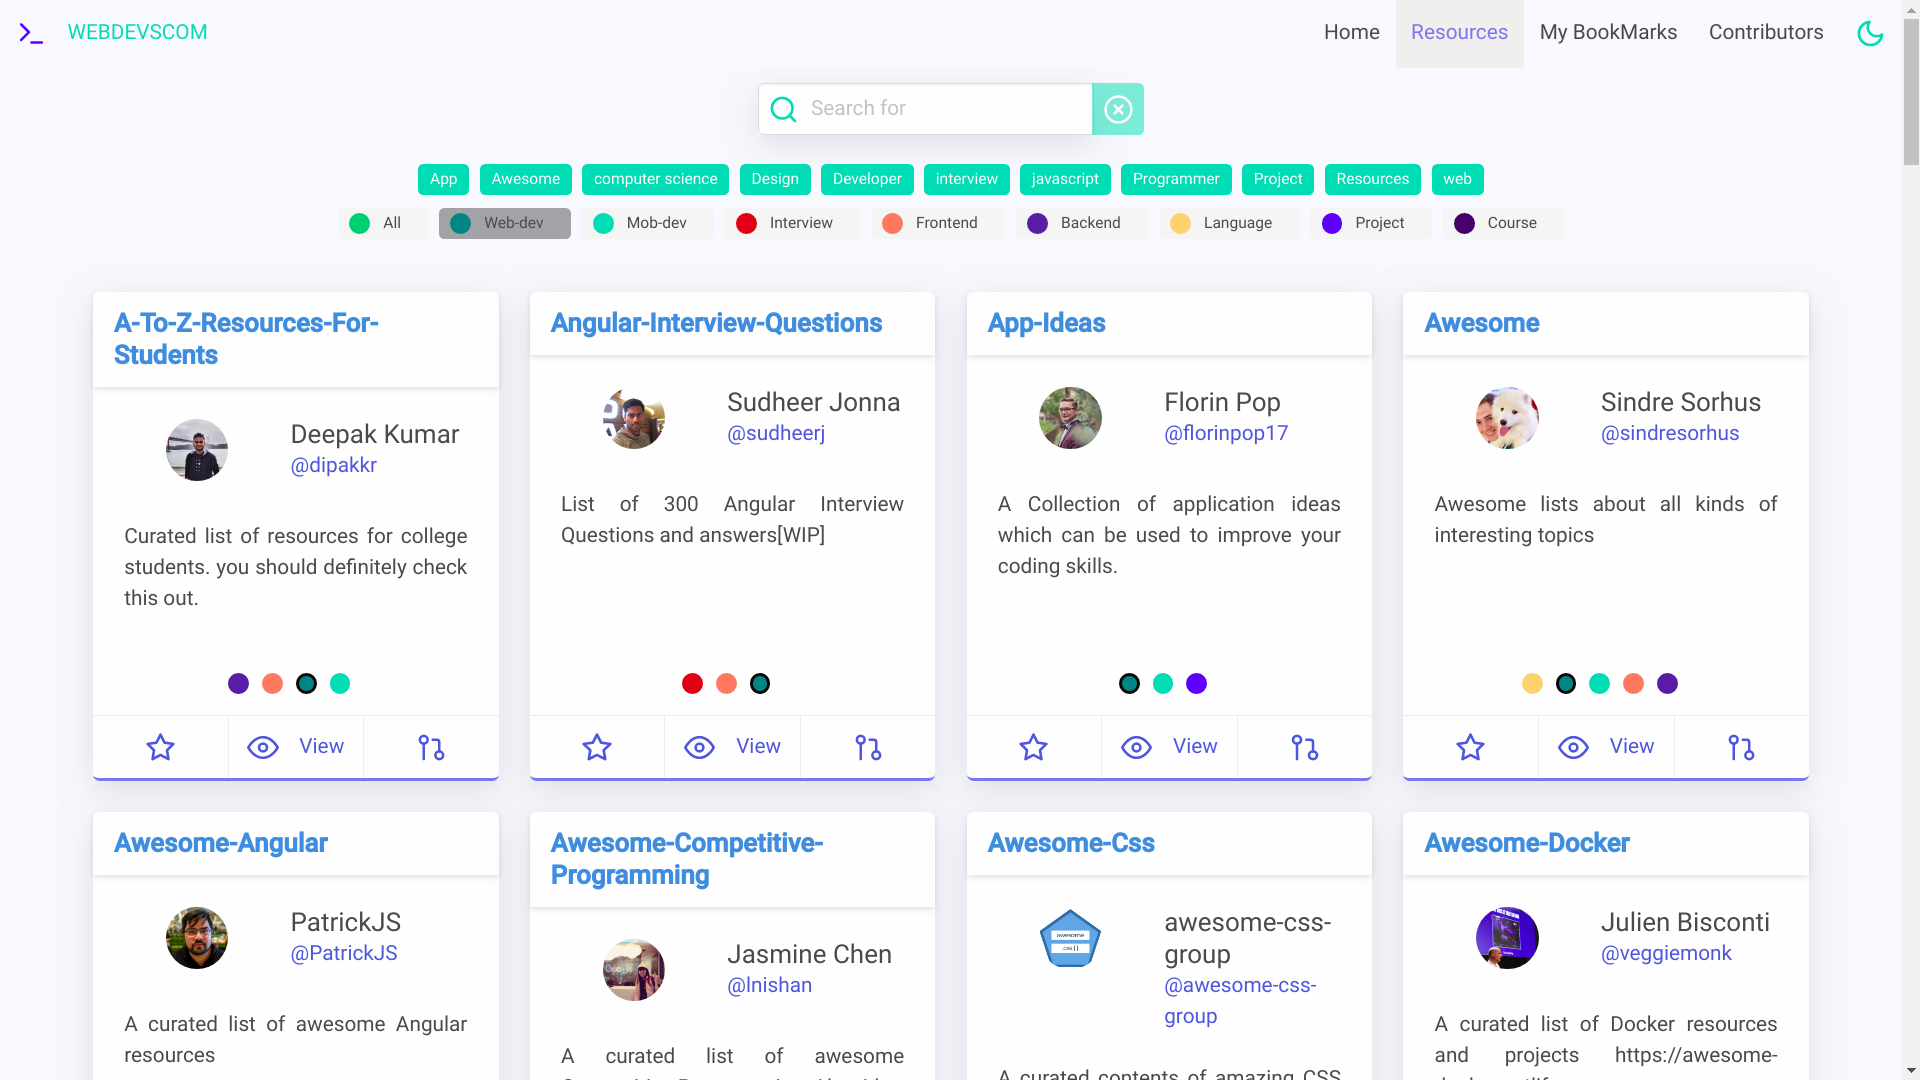 WEBDEVSCOM
Home Resources My BookMarks Contributors
Search for
App Awesome computer science Design Developer interview javascript Programmer Project Resources web
All Web-dev Mob-dev Interview Frontend Backend Language Project Course
A-To-Z-Resources-For-
Students
Deepak Kumar
@dipakkr
Curated list of resources for college
students. you should definitely check
this out.
View
Angular-Interview-Questions
Sudheer Jonna
@sudheerj
List of 300 Angular Interview
Questions and answers[WIP]
View
App-Ideas
Florin Pop
@florinpop17
A Collection of application ideas
which can be used to improve your
coding skills.
View
Awesome
Sindre Sorhus
@sindresorhus
Awesome lists about all kinds of
interesting topics
View
Awesome-Angular
PatrickJS
@PatrickJS
A curated list of awesome Angular
resources
Awesome-Competitive-
Programming
Jasmine Chen
@lnishan
A curated list of awesome
Awesome-Css
awesome-css-
group
@awesome-css-
group
A curated contents of amazing CSS
Awesome-Docker
Julien Bisconti
@veggiemonk
A curated list of Docker resources
and projects https://awesome-